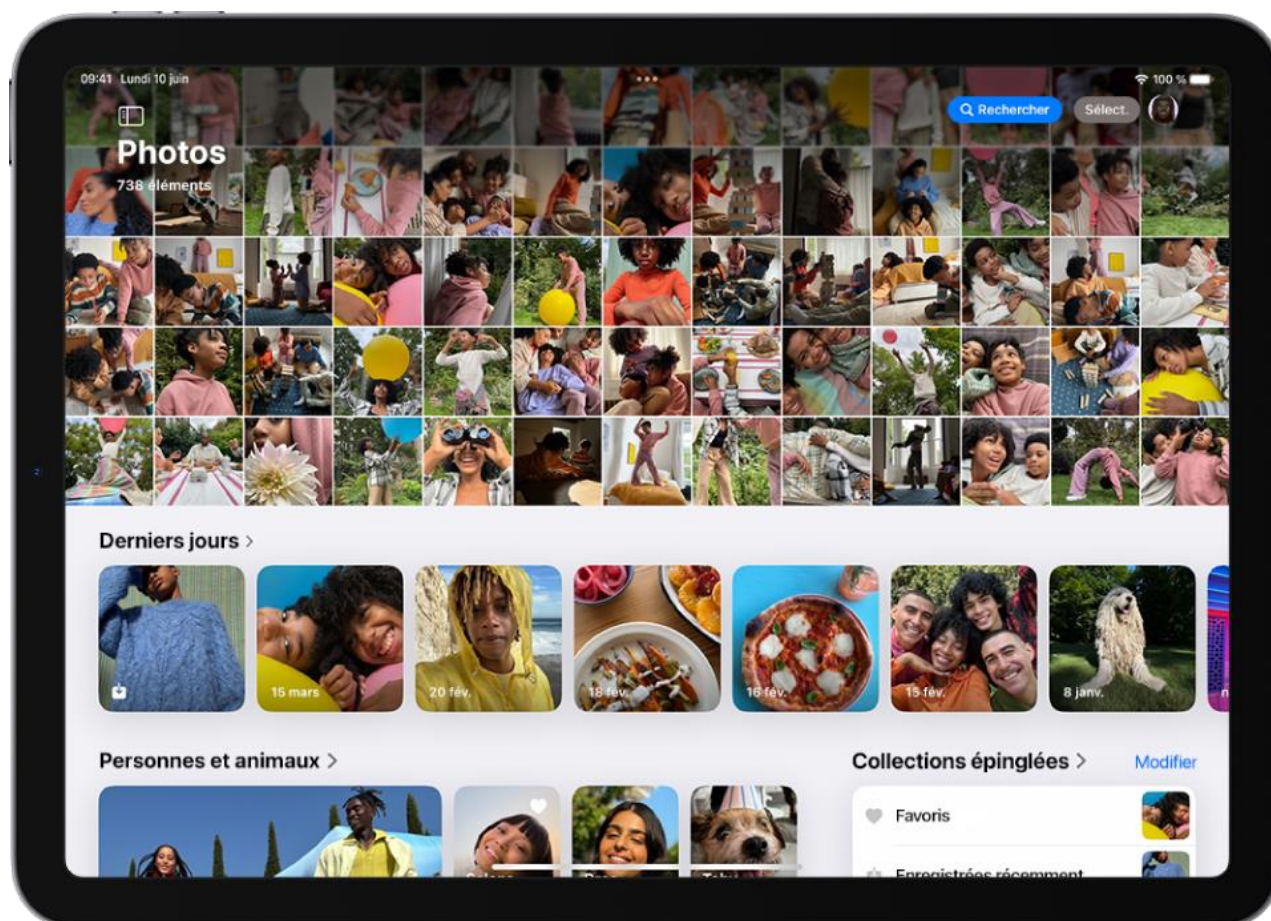 09:41 Lundi 10 juin
100 %
Rechercher
Sélect.
Photos
738 éléments
Derniers jours
15 mars
20 fév.
18 fév.
16 fév.
15 fév.
8 janv.
Personnes et animaux
Collections épinglées
Modifier
Favoris
Enregistrées récemment